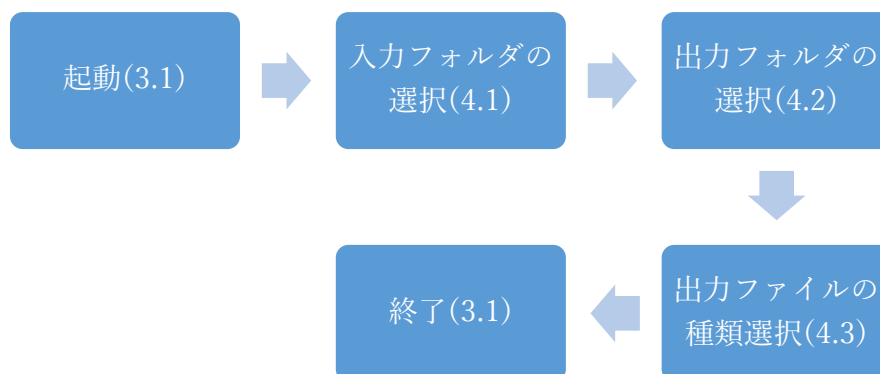 起動(3.1)
入力フォルダの
選択(4.1)
出力フォルダの
選択(4.2)
出力ファイルの
種類選択(4.3)
終了(3.1)